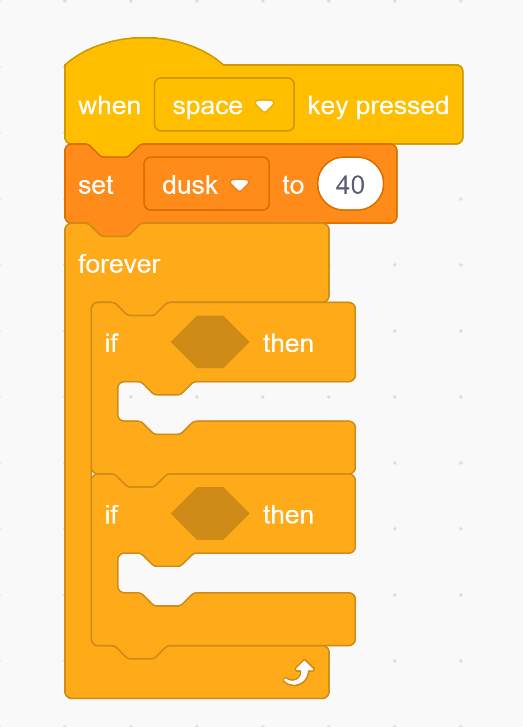 when space key pressed
set dusk to 40
forever
if then
if then